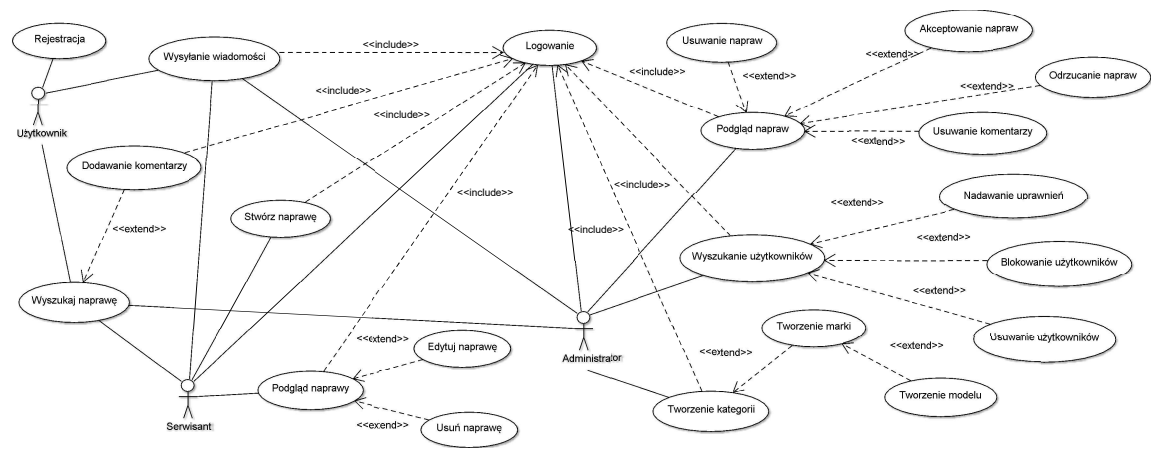 Rejestracja
Wysyłanie wiadomości
<<include>>
Logowanie
Usuwanie napraw
Akceptowanie napraw
<<extend>>
<<include>>
<<extend>>
Odrzucanie napraw
<<extend>>
<<include>>
<<include>>
Użytkownik
Podgląd napraw
Usuwanie komentarzy
<<extend>>
Dodawanie komentarzy
<<include>>
<<include>>
Nadawanie uprawnień
<<extend>>
Stwórz naprawę
<<extend>>
<<include>>
<<extend>>
Wyszukanie użytkowników
Blokowanie użytkowników
<<extend>>
Wyszukaj naprawę
Tworzenie marki
Usuwanie użytkowników
<<extend>>
Edytuj naprawę
Administrator
<<extend>>
<<extend>>
Podgląd naprawy
Tworzenie kategorii
Tworzenie modelu
Serwisant
<<exend>>
Usuń naprawę